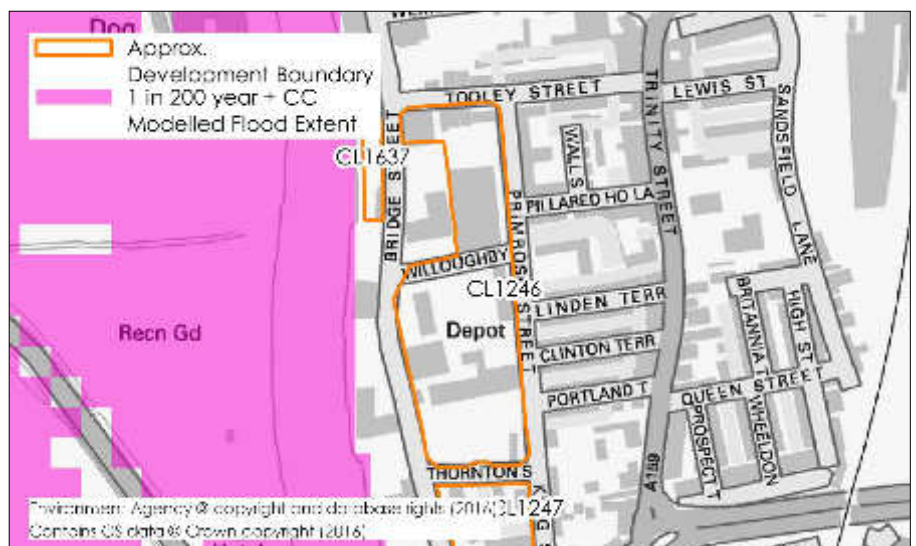 Approx.
Development Boundary
1 in 200 year + CC
Modelled Flood Extent
TOOLEY STREET
LEWIS ST
TRINITY STREET
SANDSFIELD LANE
CL1637
BRIDGE STREET
WALLS
PILLARED HO LA
PRIMROSE STREET
WILLOUGHBY
CL1246
LINDEN TERR
Recn Gd
Depot
CLINTON TERR
BRITANNIA T
HIGH ST
PORTLAND T
QUEEN STREET
PROSPECT T
WHEELDON
THORNTON S
A159
Environment Agency © copyright and database rights (2016)
CL1247
Contains OS data © Crown copyright (2016)